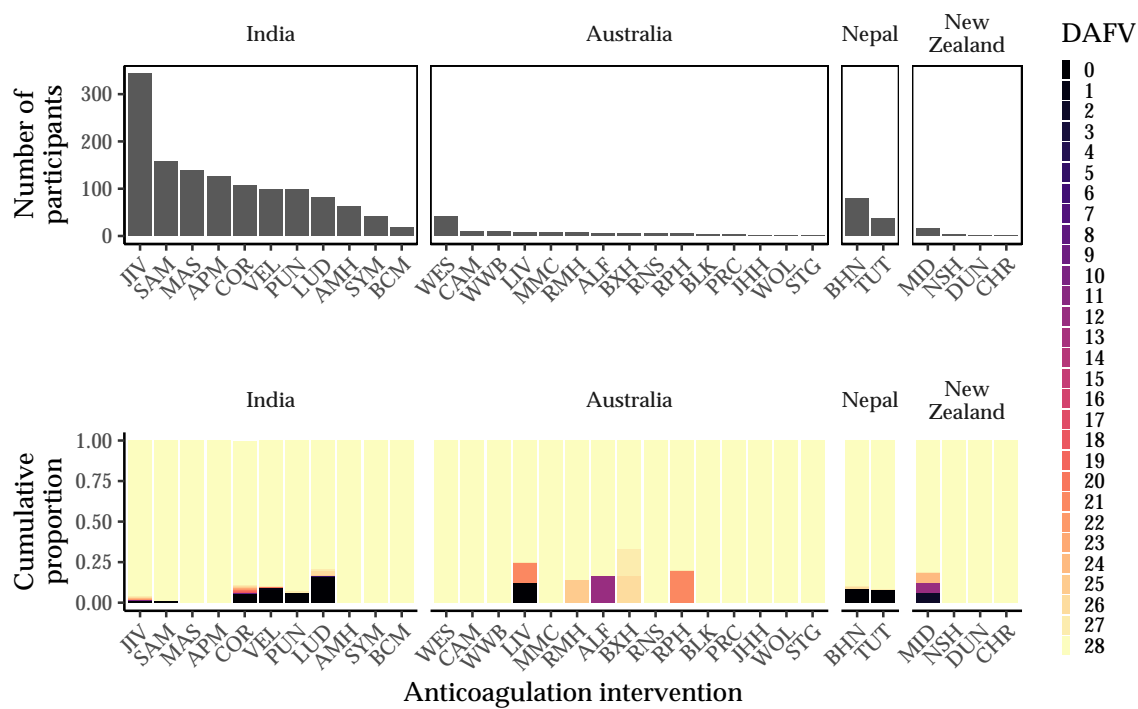 India
Australia
Nepal
New
Zealand
DAFV
Number of
participants
300
200
100
0
JIV SAM MAS APM COR VEL PUN LUD AMH SYM BCM WES CAM WWB LIV MMC RMH ALF BXH RNS RPH BLK PRC JHH WOL STG BHN TUT MID NSH DUN CHR
India
Australia
Nepal
New
Zealand
Cumulative
proportion
1.00
0.75
0.50
0.25
0.00
JIV SAM MAS APM COR VEL PUN LUD AMH SYM BCM WES CAM WWB LIV MMC RMH ALF BXH RNS RPH BLK PRC JHH WOL STG BHN TUT MID NSH DUN CHR
Anticoagulation intervention
0
1
2
3
4
5
6
7
8
9
10
11
12
13
14
15
16
17
18
19
20
21
22
23
24
25
26
27
28